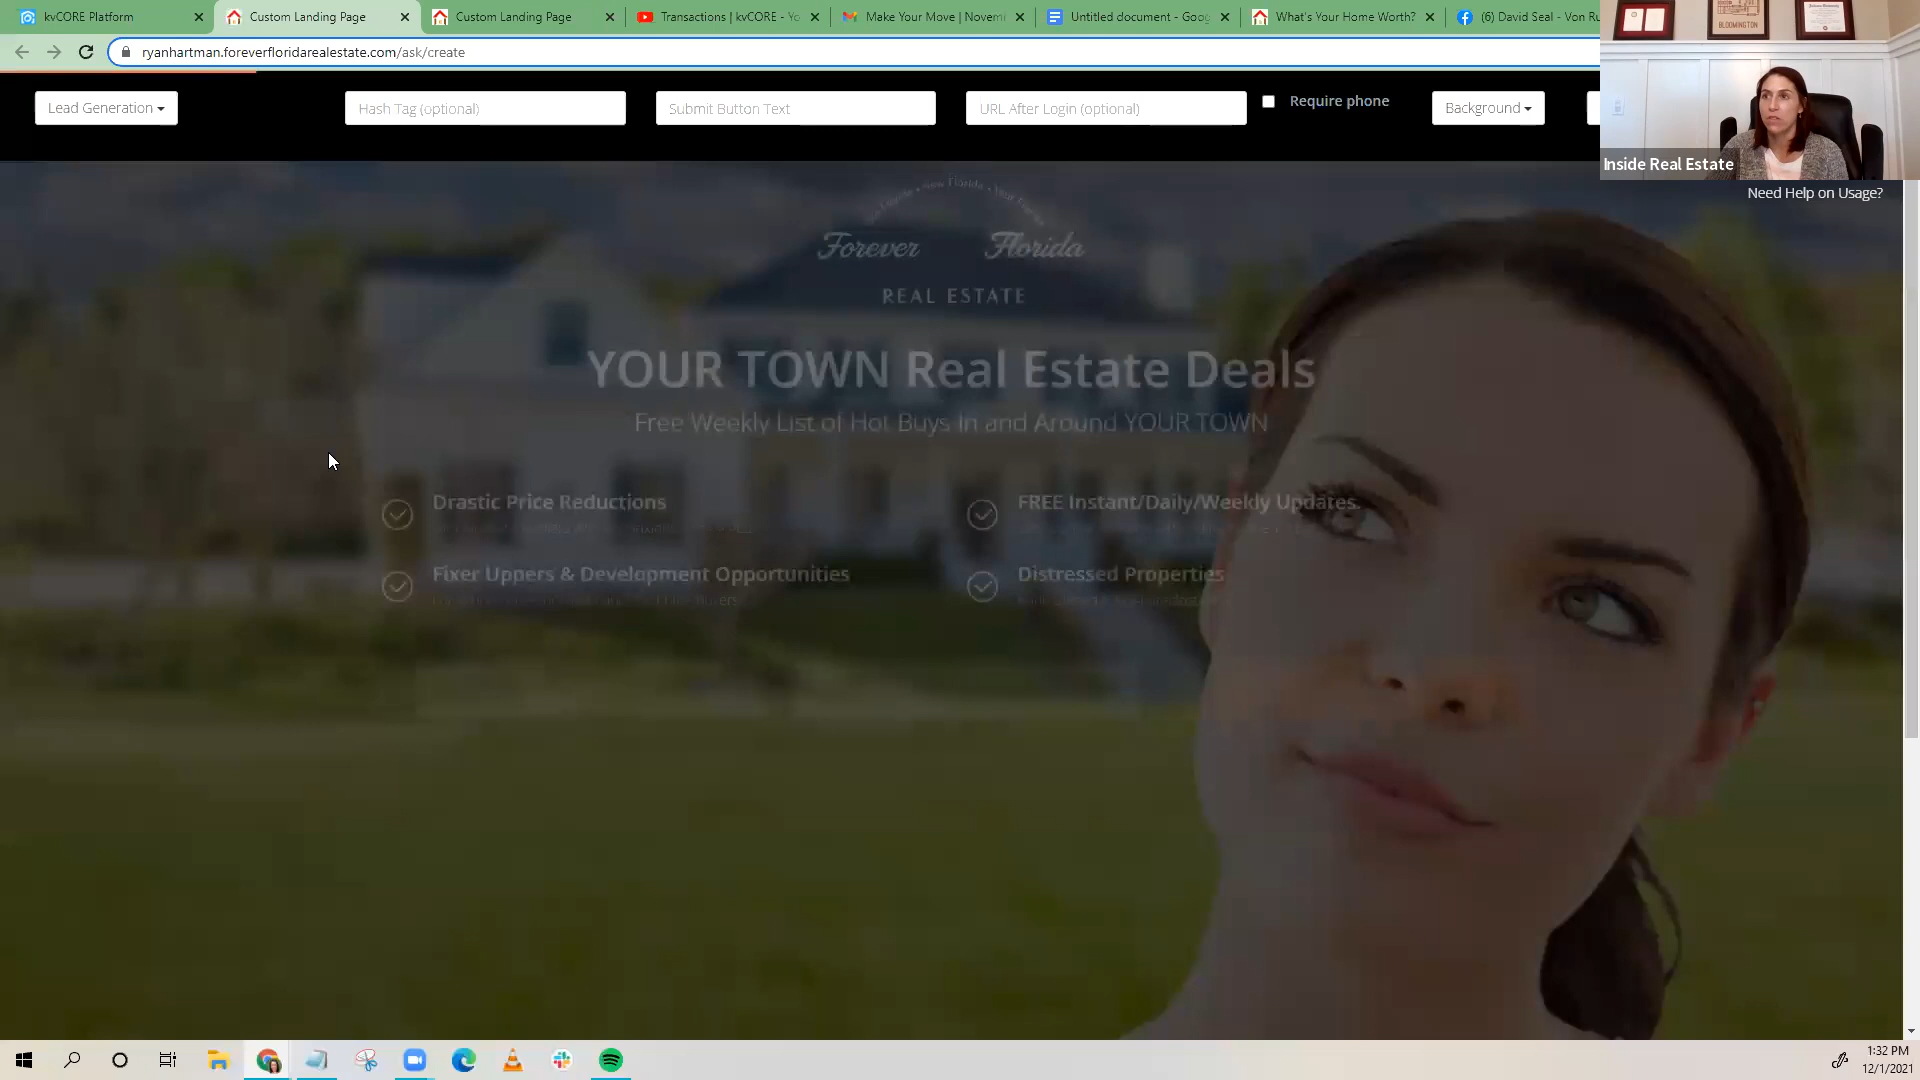 kvCORE Platform
Custom Landing Page
Custom Landing Page
Transactions | kvCORE - Yo
Make Your Move | Novem
Untitled document - Goog
What's Your Home Worth?
(6) David Seal - Von Ru
BLOOMINGTON
ryanhartman.foreverfloridarealestate.com/ask/create
Lead Generation
Hash Tag (optional)
Submit Button Text
URL After Login (optional)
Require phone
Background
Inside Real Estate
Need Help on Usage?
Forever Florida
REAL ESTATE
YOUR TOWN Real Estate Deals
Free Weekly List of Hot Buys In and Around YOUR TOWN
Drastic Price Reductions
FREE Instant/Daily/Weekly Updates.
Fixer Uppers & Development Opportunities
Distressed Properties
1:32 PM
12/1/2021